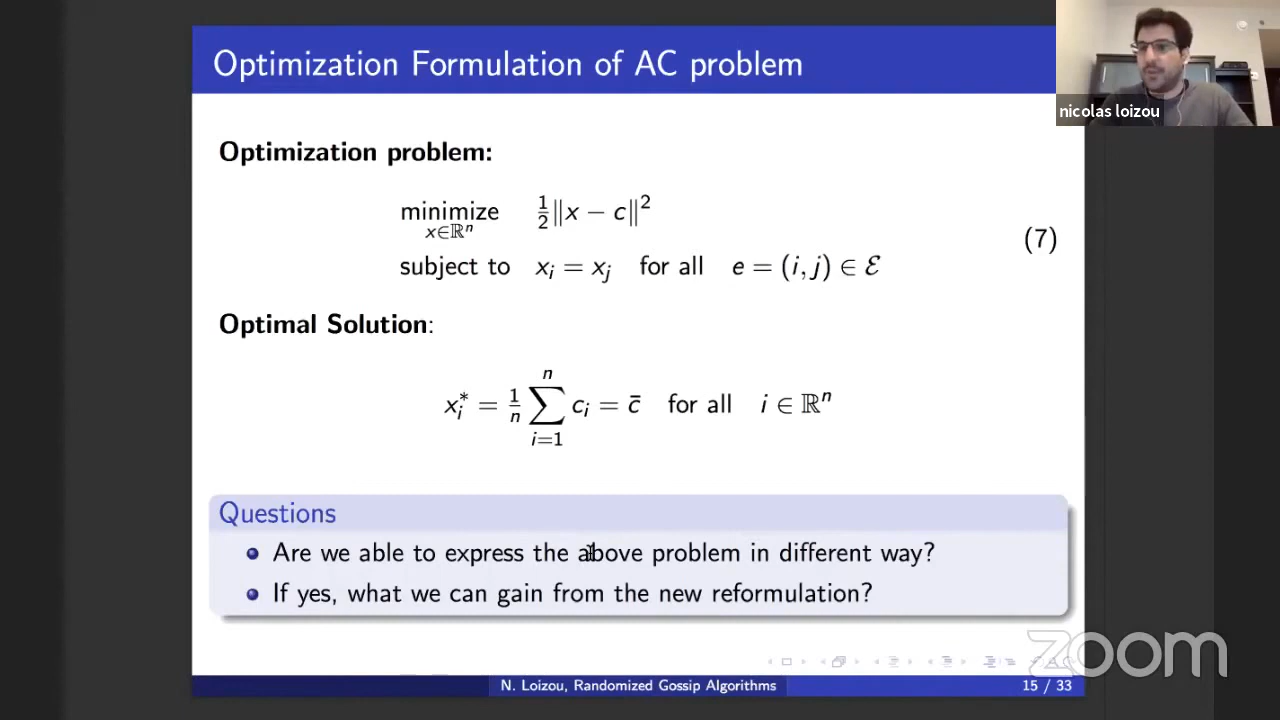 Optimization Formulation of AC problem
nicolas loizou
Optimization problem:
minimize ½‖x − c‖²
x∈ℝⁿ
(7)
subject to xᵢ = xⱼ for all e = (i, j) ∈ ℰ
Optimal Solution:
xᵢ* = 1/n ∑ᵢ₌₁ⁿ cᵢ = c̄ for all i ∈ ℝⁿ
Questions
Are we able to express the above problem in different way?
If yes, what we can gain from the new reformulation?
zoom
N. Loizou, Randomized Gossip Algorithms
15 / 33